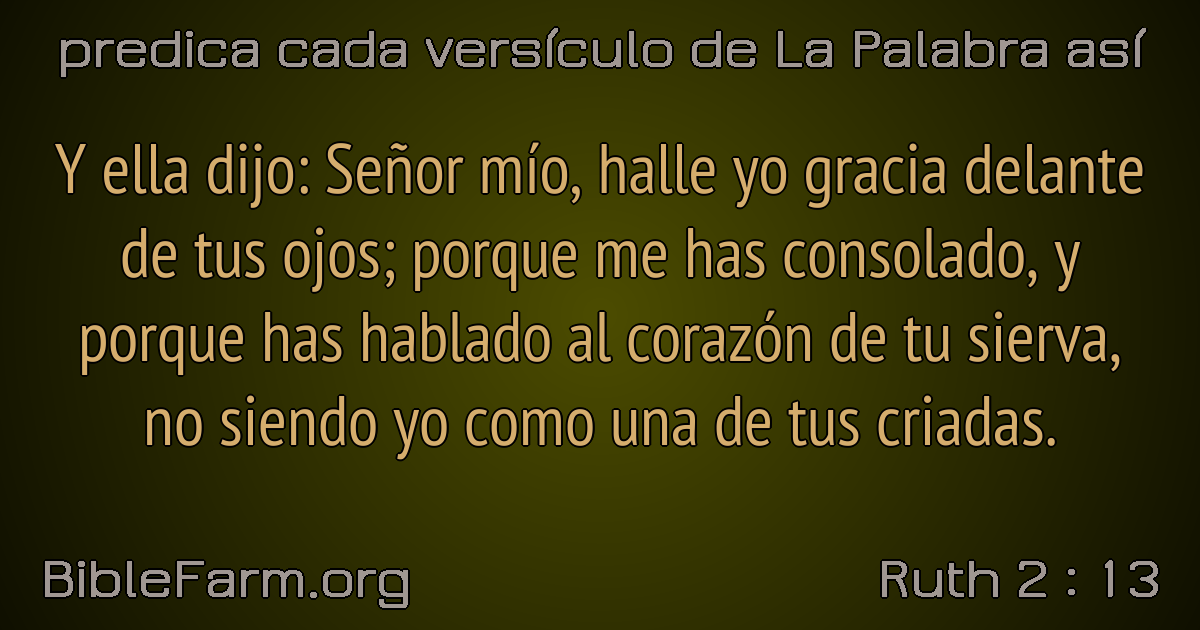 predica cada versículo de La Palabra así
Y ella dijo: Señor mío, halle yo gracia delante
de tus ojos; porque me has consolado, y
porque has hablado al corazón de tu sierva,
no siendo yo como una de tus criadas.
BibleFarm.org
Ruth 2 : 13